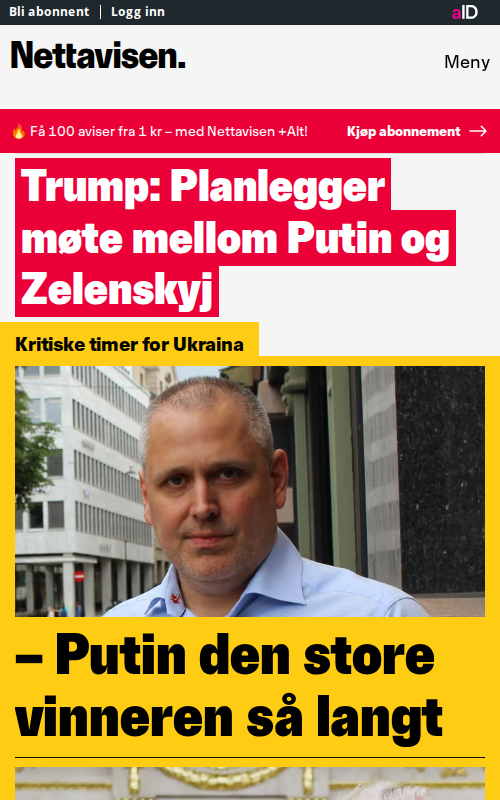 Bli abonnent | Logg inn
aID
Nettavisen.
Meny
🔥 Få 100 aviser fra 1 kr – med Nettavisen +Alt!
Kjøp abonnement →
Trump: Planlegger
møte mellom Putin og
Zelenskyj
Kritiske timer for Ukraina
– Putin den store
vinneren så langt